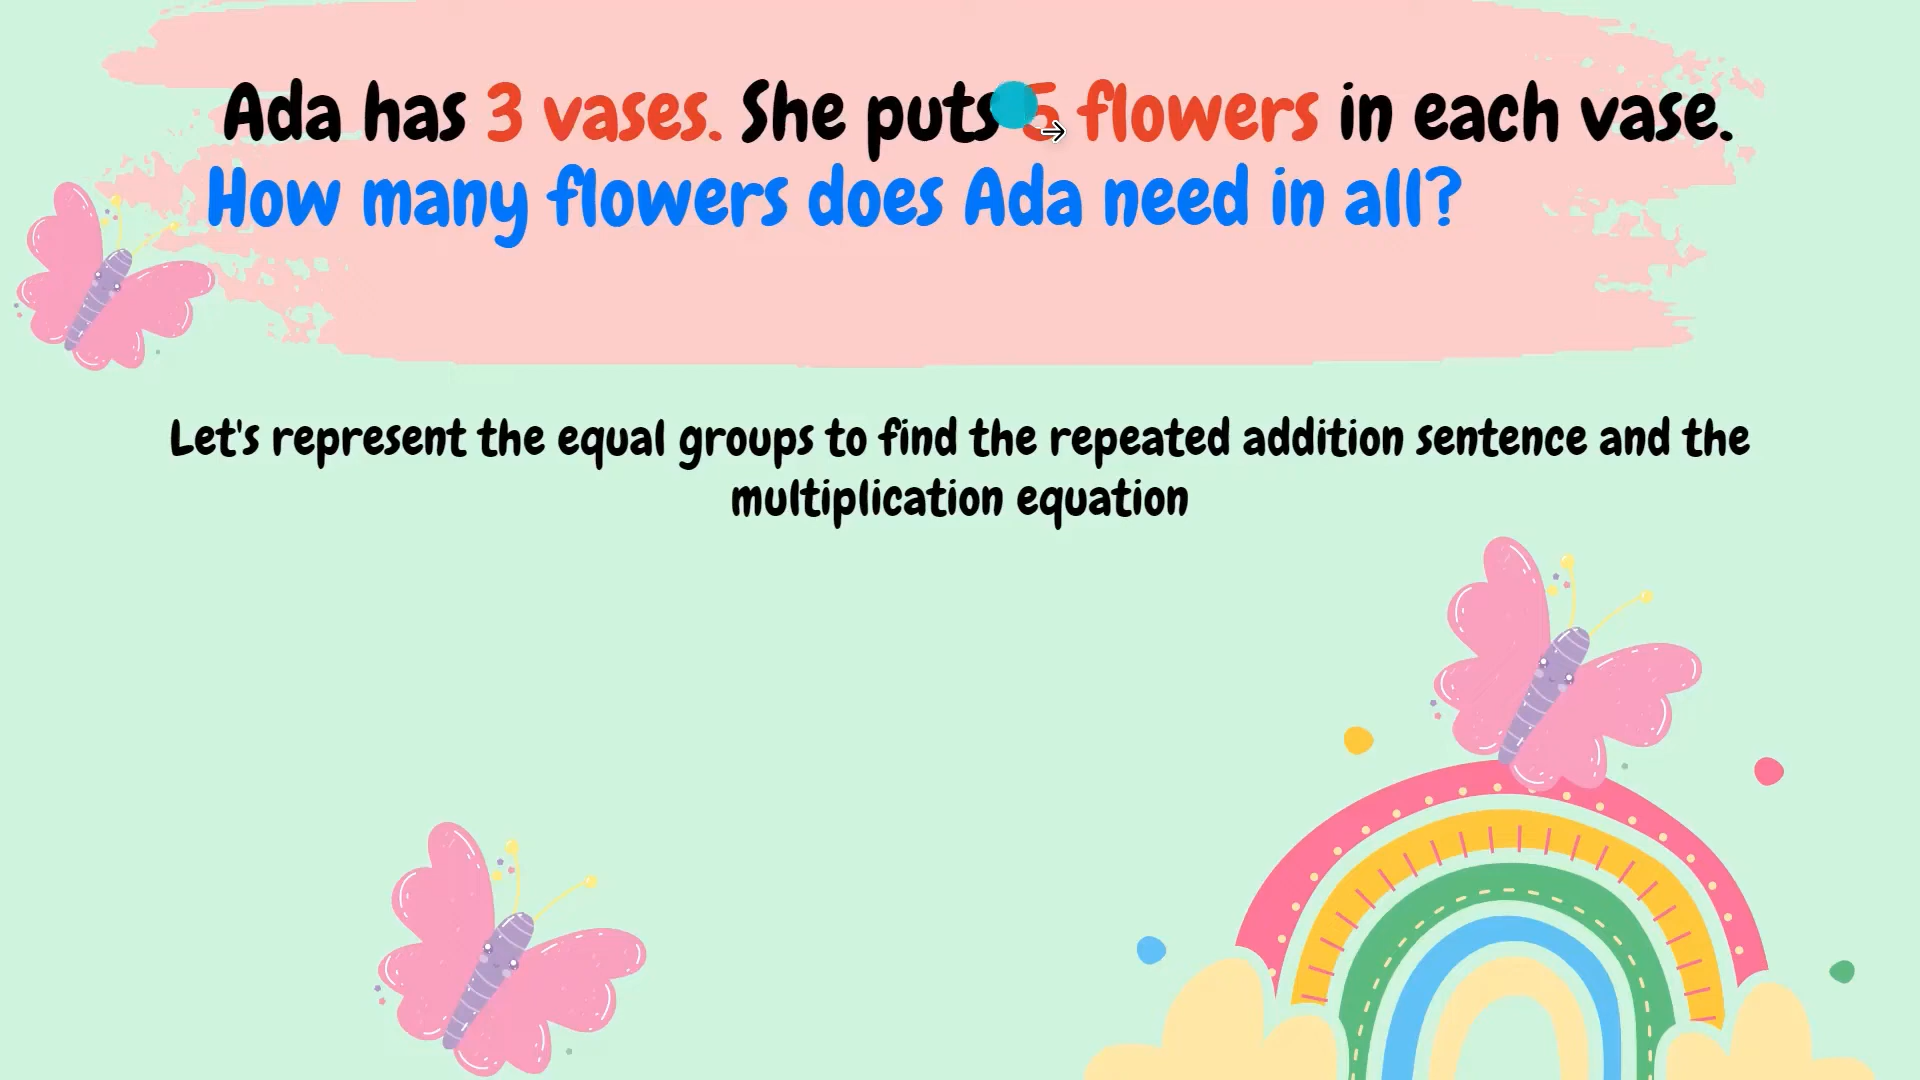 Ada has 3 vases. She puts 5 flowers in each vase.
How many flowers does Ada need in all?
Let's represent the equal groups to find the repeated addition sentence and the
multiplication equation